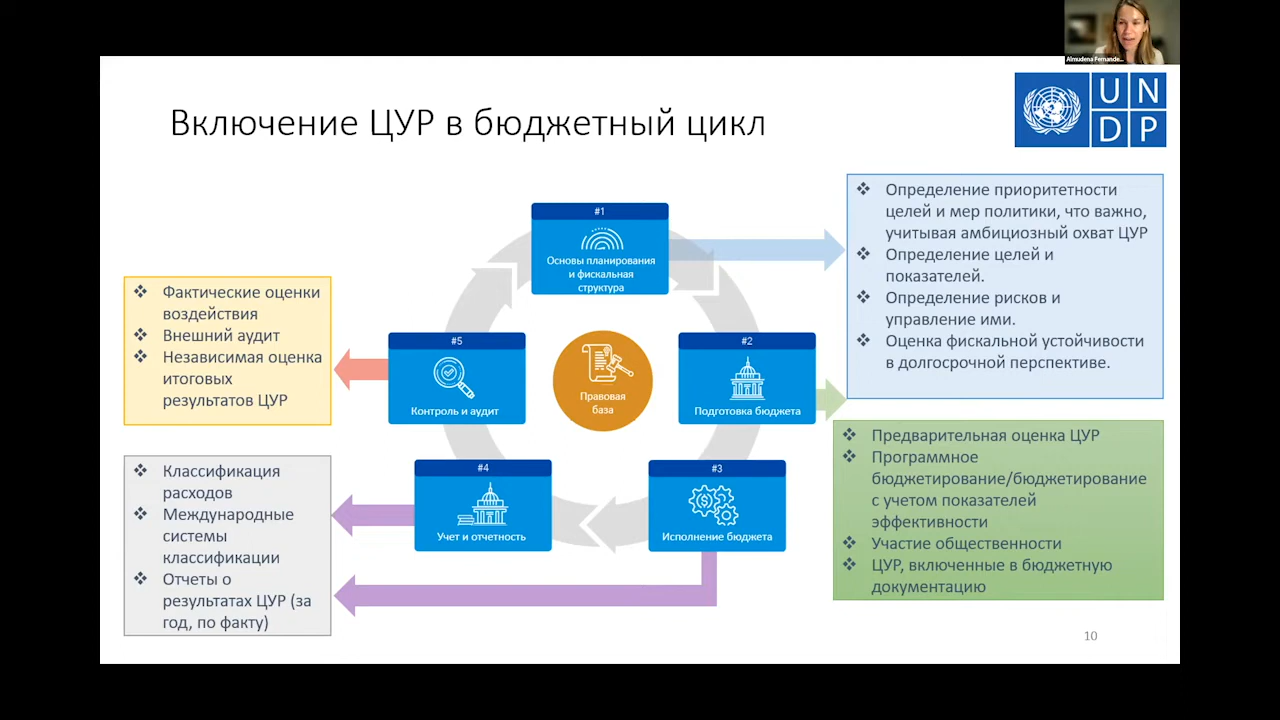 Almudena Fernande...
UN
DP
Включение ЦУР в бюджетный цикл
#1
Основы планирования
и фискальная
структура
❖ Определение приоритетности
целей и мер политики, что важно,
учитывая амбициозный охват ЦУР
❖ Определение целей и
показателей.
❖ Определение рисков и
управление ими.
❖ Оценка фискальной устойчивости
в долгосрочной перспективе.
#2
Подготовка бюджета
❖ Предварительная оценка ЦУР
❖ Программное
бюджетирование/бюджетирование
с учетом показателей
эффективности
❖ Участие общественности
❖ ЦУР, включенные в бюджетную
документацию
#3
Исполнение бюджета
#4
Учет и отчетность
❖ Классификация
расходов
❖ Международные
системы
классификации
❖ Отчеты о
результатах ЦУР (за
год, по факту)
#5
Контроль и аудит
❖ Фактические оценки
воздействия
❖ Внешний аудит
❖ Независимая оценка
итоговых
результатов ЦУР
Правовая
база
10